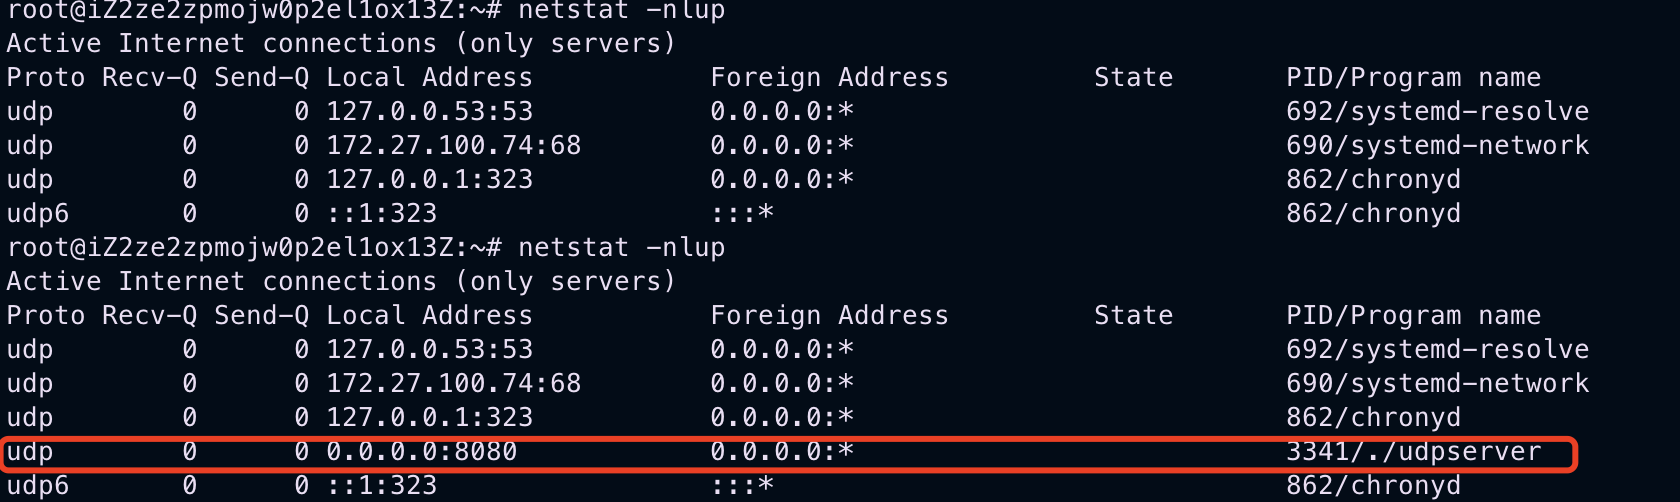 root@iZ2ze2zpmojw0p2el1ox13Z:~# netstat -nlup
Active Internet connections (only servers)
Proto Recv-Q Send-Q Local Address           Foreign Address         State       PID/Program name
udp        0      0 127.0.0.53:53           0.0.0.0:*                           692/systemd-resolve
udp        0      0 172.27.100.74:68        0.0.0.0:*                           690/systemd-network
udp        0      0 127.0.0.1:323           0.0.0.0:*                           862/chronyd
udp6       0      0 ::1:323                 :::*                                862/chronyd
root@iZ2ze2zpmojw0p2el1ox13Z:~# netstat -nlup
Active Internet connections (only servers)
Proto Recv-Q Send-Q Local Address           Foreign Address         State       PID/Program name
udp        0      0 127.0.0.53:53           0.0.0.0:*                           692/systemd-resolve
udp        0      0 172.27.100.74:68        0.0.0.0:*                           690/systemd-network
udp        0      0 127.0.0.1:323           0.0.0.0:*                           862/chronyd
udp        0      0 0.0.0.0:8080            0.0.0.0:*                           3341/./udpserver
udp6       0      0 ::1:323                 :::*                                862/chronyd